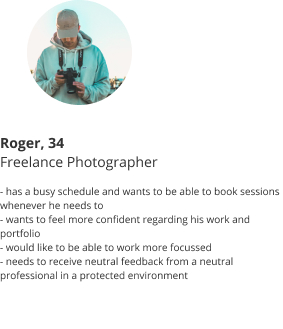 Roger, 34
Freelance Photographer
- has a busy schedule and wants to be able to book sessions
whenever he needs to
- wants to feel more confident regarding his work and
portfolio
- would like to be able to work more focussed
- needs to receive neutral feedback from a neutral
professional in a protected environment